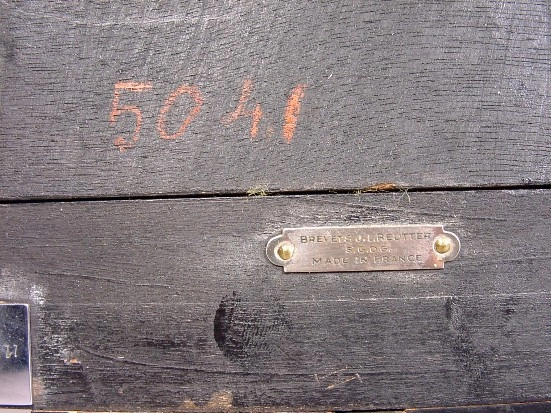 504.1
BREVETS J.L.REUTTER
S.G.D.G.
MADE IN FRANCE